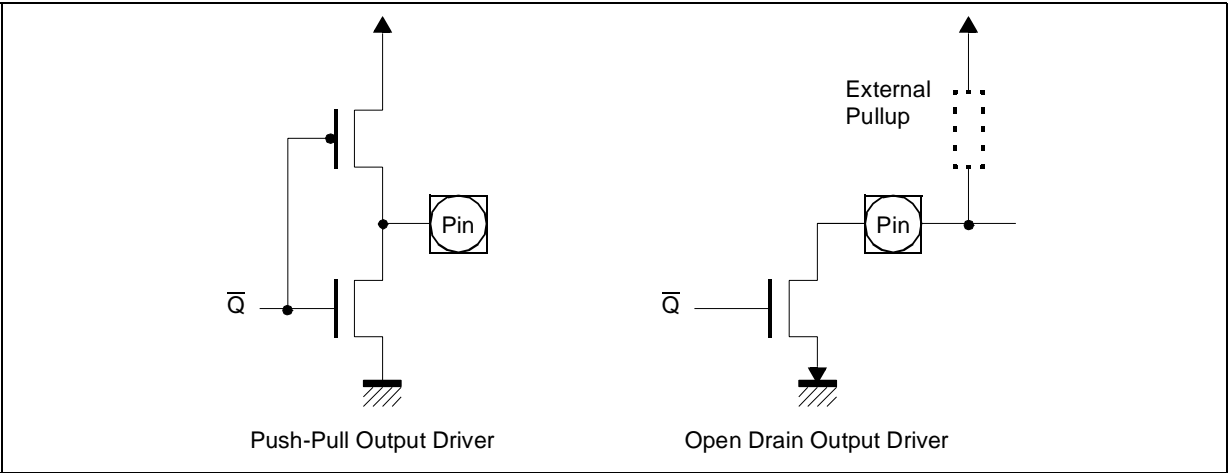 External
Pullup
Pin
Pin
Q̅
Q̅
Push-Pull Output Driver
Open Drain Output Driver